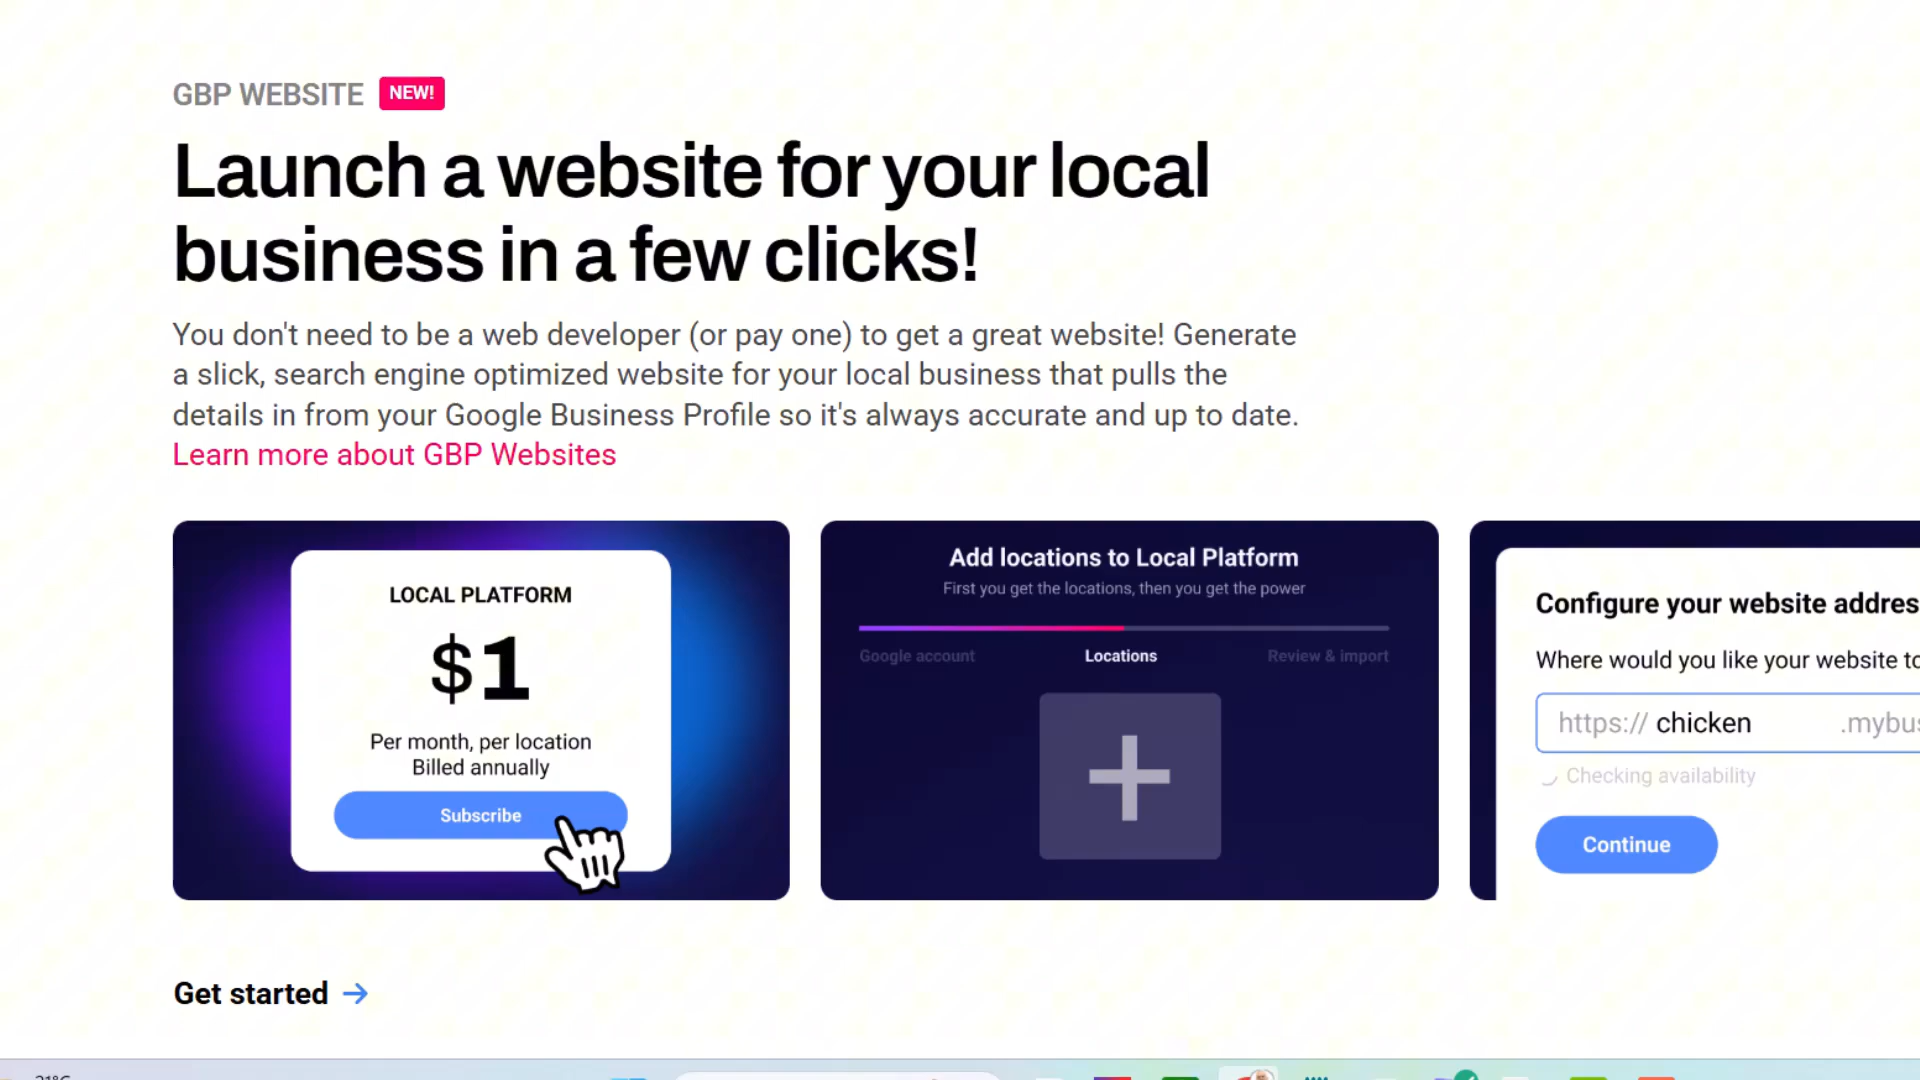 GBP WEBSITE NEW!
Launch a website for your local
business in a few clicks!
You don't need to be a web developer (or pay one) to get a great website! Generate
a slick, search engine optimized website for your local business that pulls the
details in from your Google Business Profile so it's always accurate and up to date.
Learn more about GBP Websites
LOCAL PLATFORM
$1
Per month, per location
Billed annually
Subscribe
Add locations to Local Platform
First you get the locations, then you get the power
Google account Locations Review & import
Configure your website addres
Where would you like your website to
https:// chicken .mybus
Checking availability
Continue
Get started